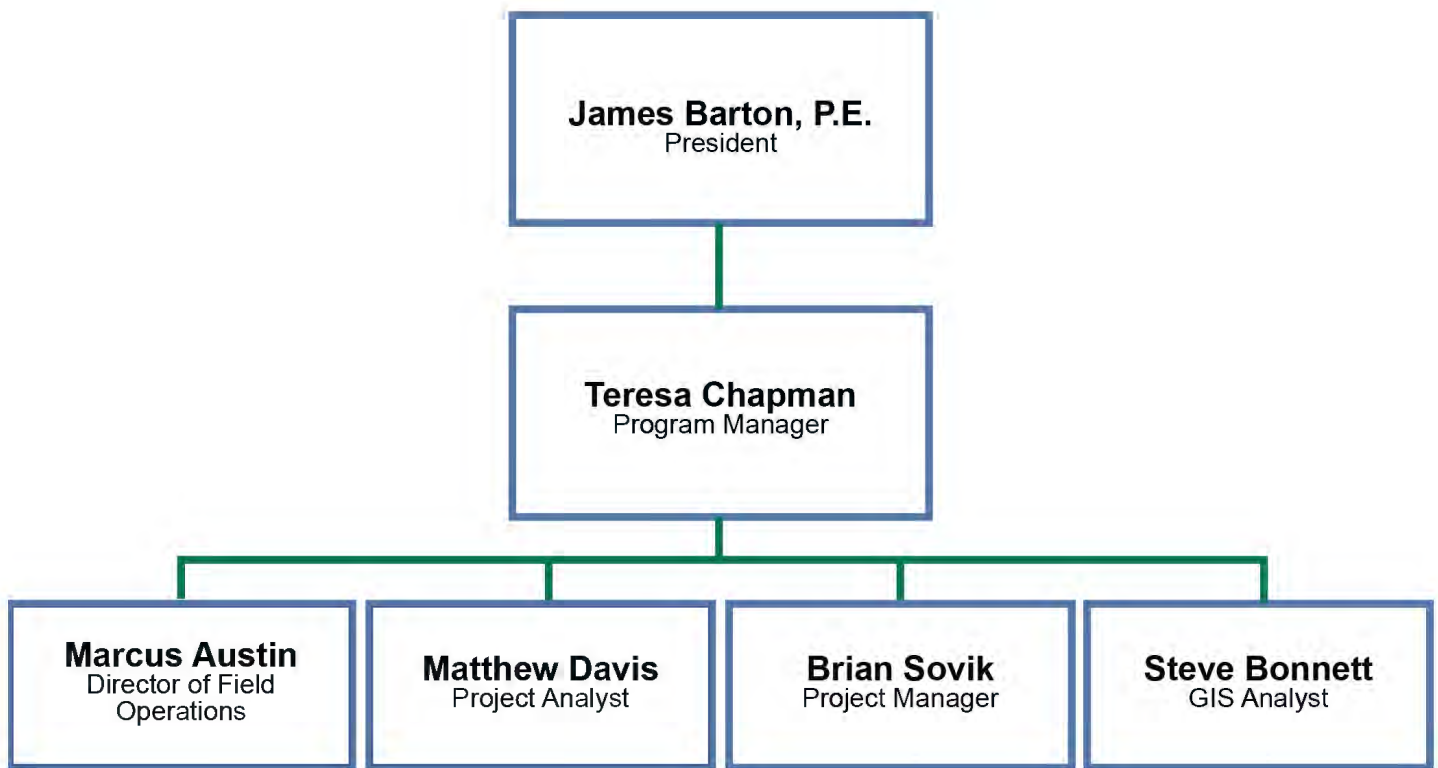 James Barton, P.E.
President
Teresa Chapman
Program Manager
Marcus Austin
Director of Field
Operations
Matthew Davis
Project Analyst
Brian Sovik
Project Manager
Steve Bonnett
GIS Analyst